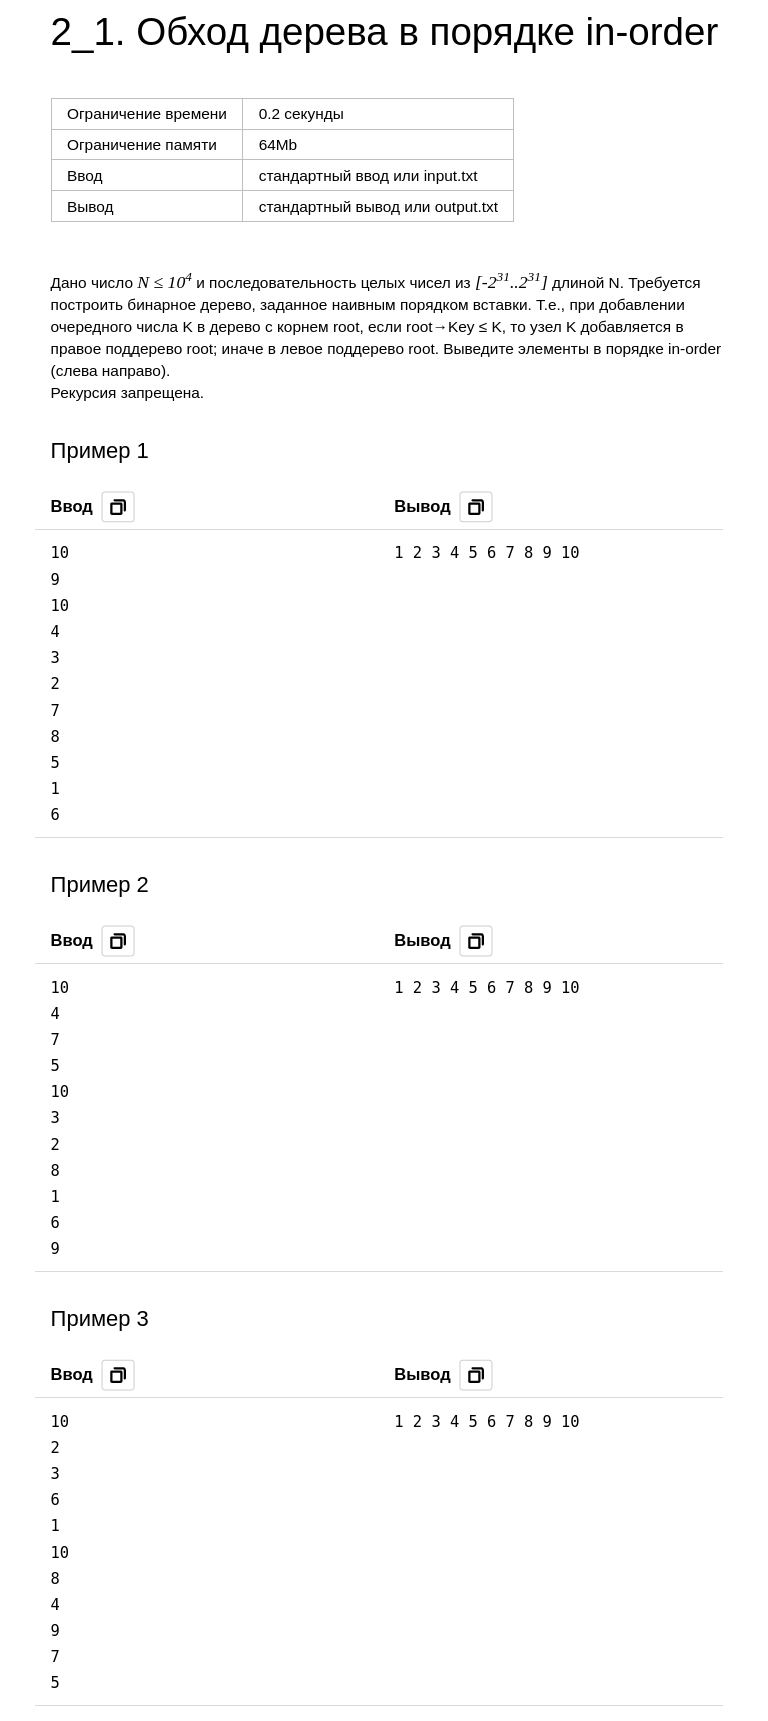 2_1. Обход дерева в порядке in-order
Ограничение времени 0.2 секунды
Ограничение памяти 64Mb
Ввод стандартный ввод или input.txt
Вывод стандартный вывод или output.txt
Дано число N ≤ 10^4 и последовательность целых чисел из [-2^31..2^31] длиной N. Требуется
построить бинарное дерево, заданное наивным порядком вставки. Т.е., при добавлении
очередного числа K в дерево с корнем root, если root→Key ≤ K, то узел K добавляется в
правое поддерево root; иначе в левое поддерево root. Выведите элементы в порядке in-order
(слева направо).
Рекурсия запрещена.
Пример 1
Ввод Вывод
10 1 2 3 4 5 6 7 8 9 10
9
10
4
3
2
7
8
5
1
6
Пример 2
Ввод Вывод
10 1 2 3 4 5 6 7 8 9 10
4
7
5
10
3
2
8
1
6
9
Пример 3
Ввод Вывод
10 1 2 3 4 5 6 7 8 9 10
2
3
6
1
10
8
4
9
7
5